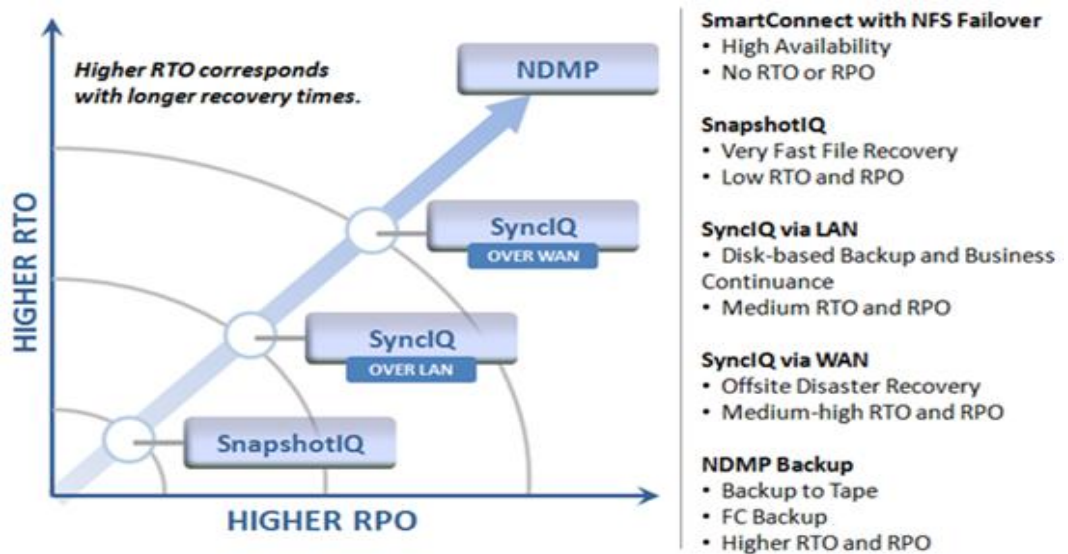 Higher RTO corresponds
with longer recovery times.
NDMP
SyncIQ
OVER WAN
SyncIQ
OVER LAN
SnapshotIQ
HIGHER RTO
HIGHER RPO
SmartConnect with NFS Failover
• High Availability
• No RTO or RPO
SnapshotIQ
• Very Fast File Recovery
• Low RTO and RPO
SyncIQ via LAN
• Disk-based Backup and Business
Continuance
• Medium RTO and RPO
SyncIQ via WAN
• Offsite Disaster Recovery
• Medium-high RTO and RPO
NDMP Backup
• Backup to Tape
• FC Backup
• Higher RTO and RPO